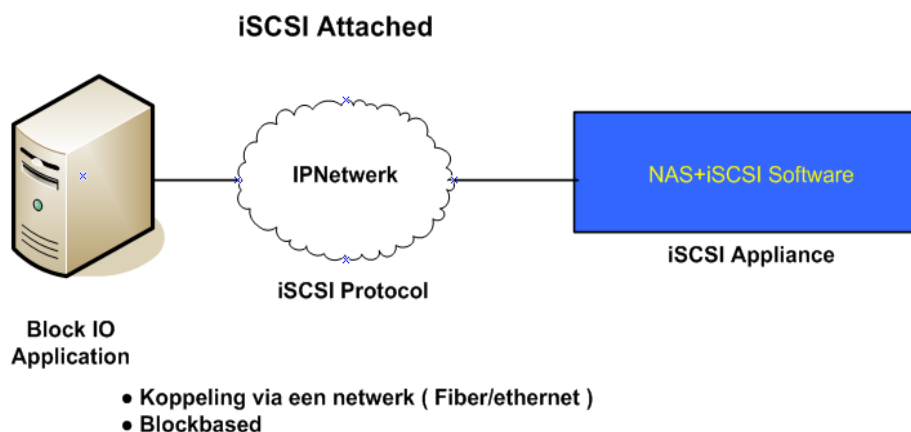 iSCSI Attached
IPNetwerk
NAS+iSCSI Software
iSCSI Appliance
iSCSI Protocol
Block IO
Application
● Koppeling via een netwerk ( Fiber/ethernet )
● Blockbased